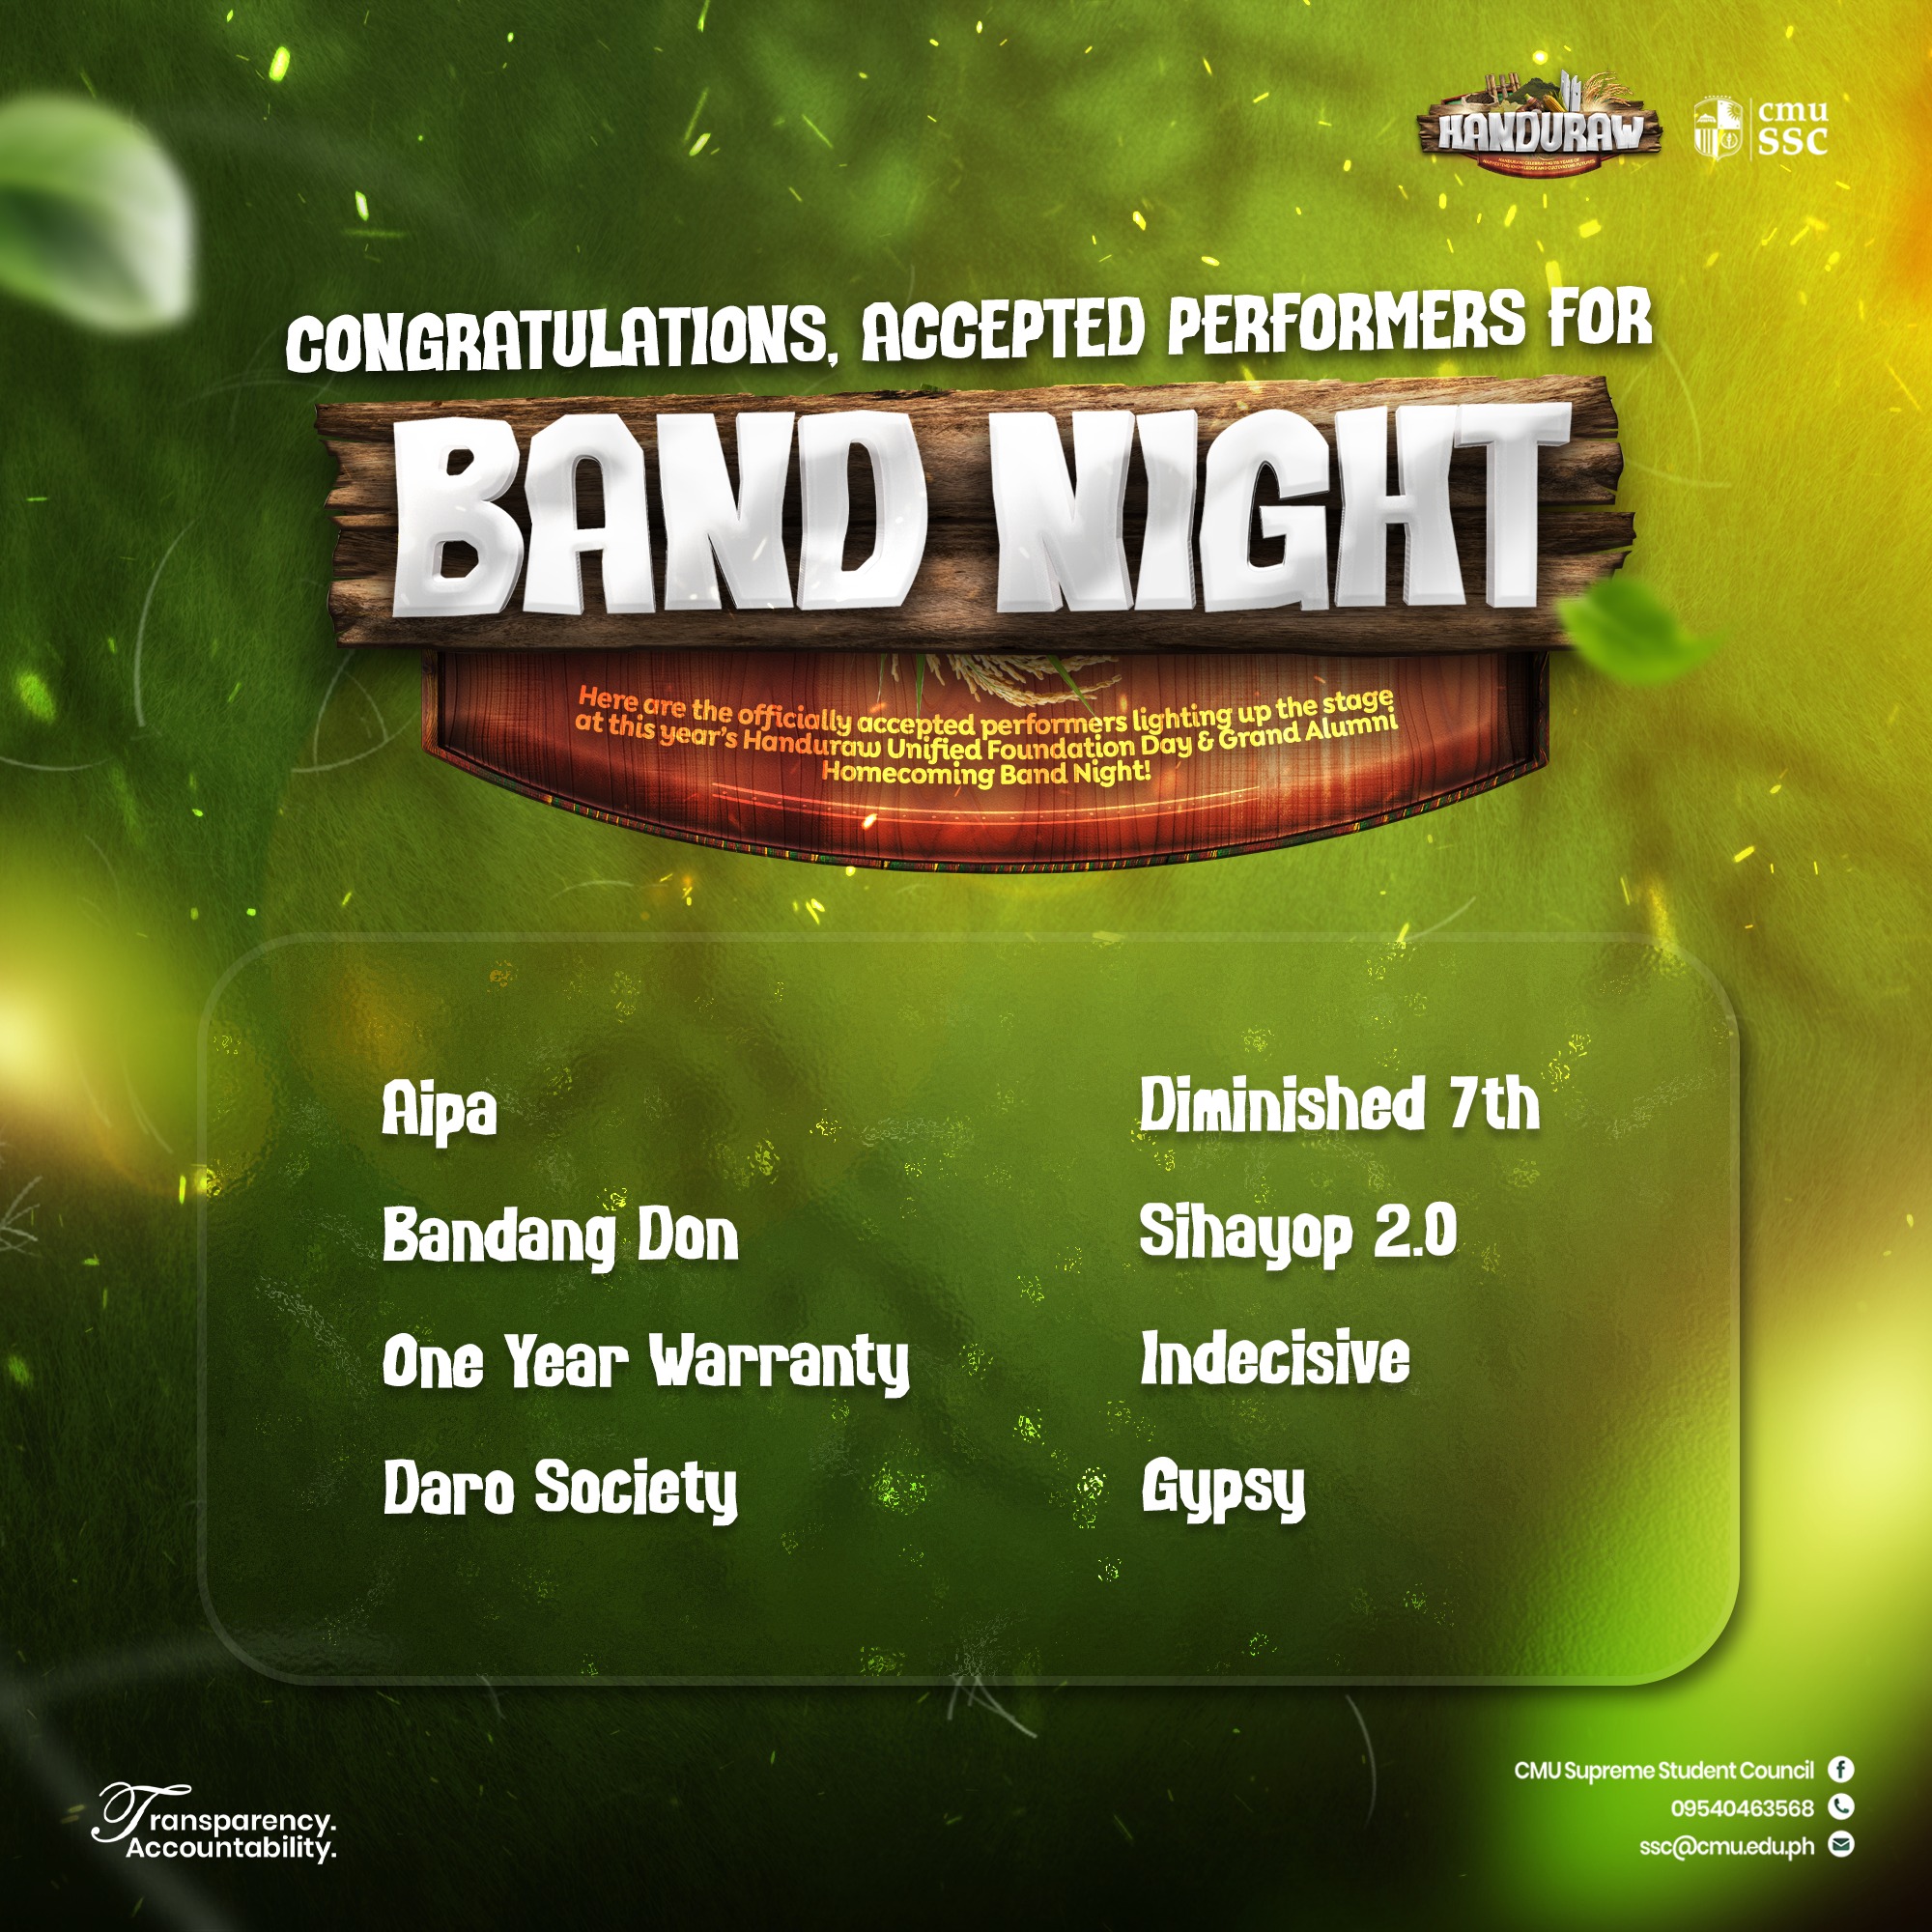 HANDURAW
cmu
ssc
CONGRATULATIONS, ACCEPTED PERFORMERS FOR
BAND NIGHT
Here are the officially accepted performers lighting up the stage
at this year's Handuraw Unified Foundation Day & Grand Alumni
Homecoming Band Night!
Aipa
Bandang Don
One Year Warranty
Daro Society
Diminished 7th
Sihayop 2.0
Indecisive
Gypsy
Transparency.
Accountability.
CMU Supreme Student Council
09540463568
ssc@cmu.edu.ph